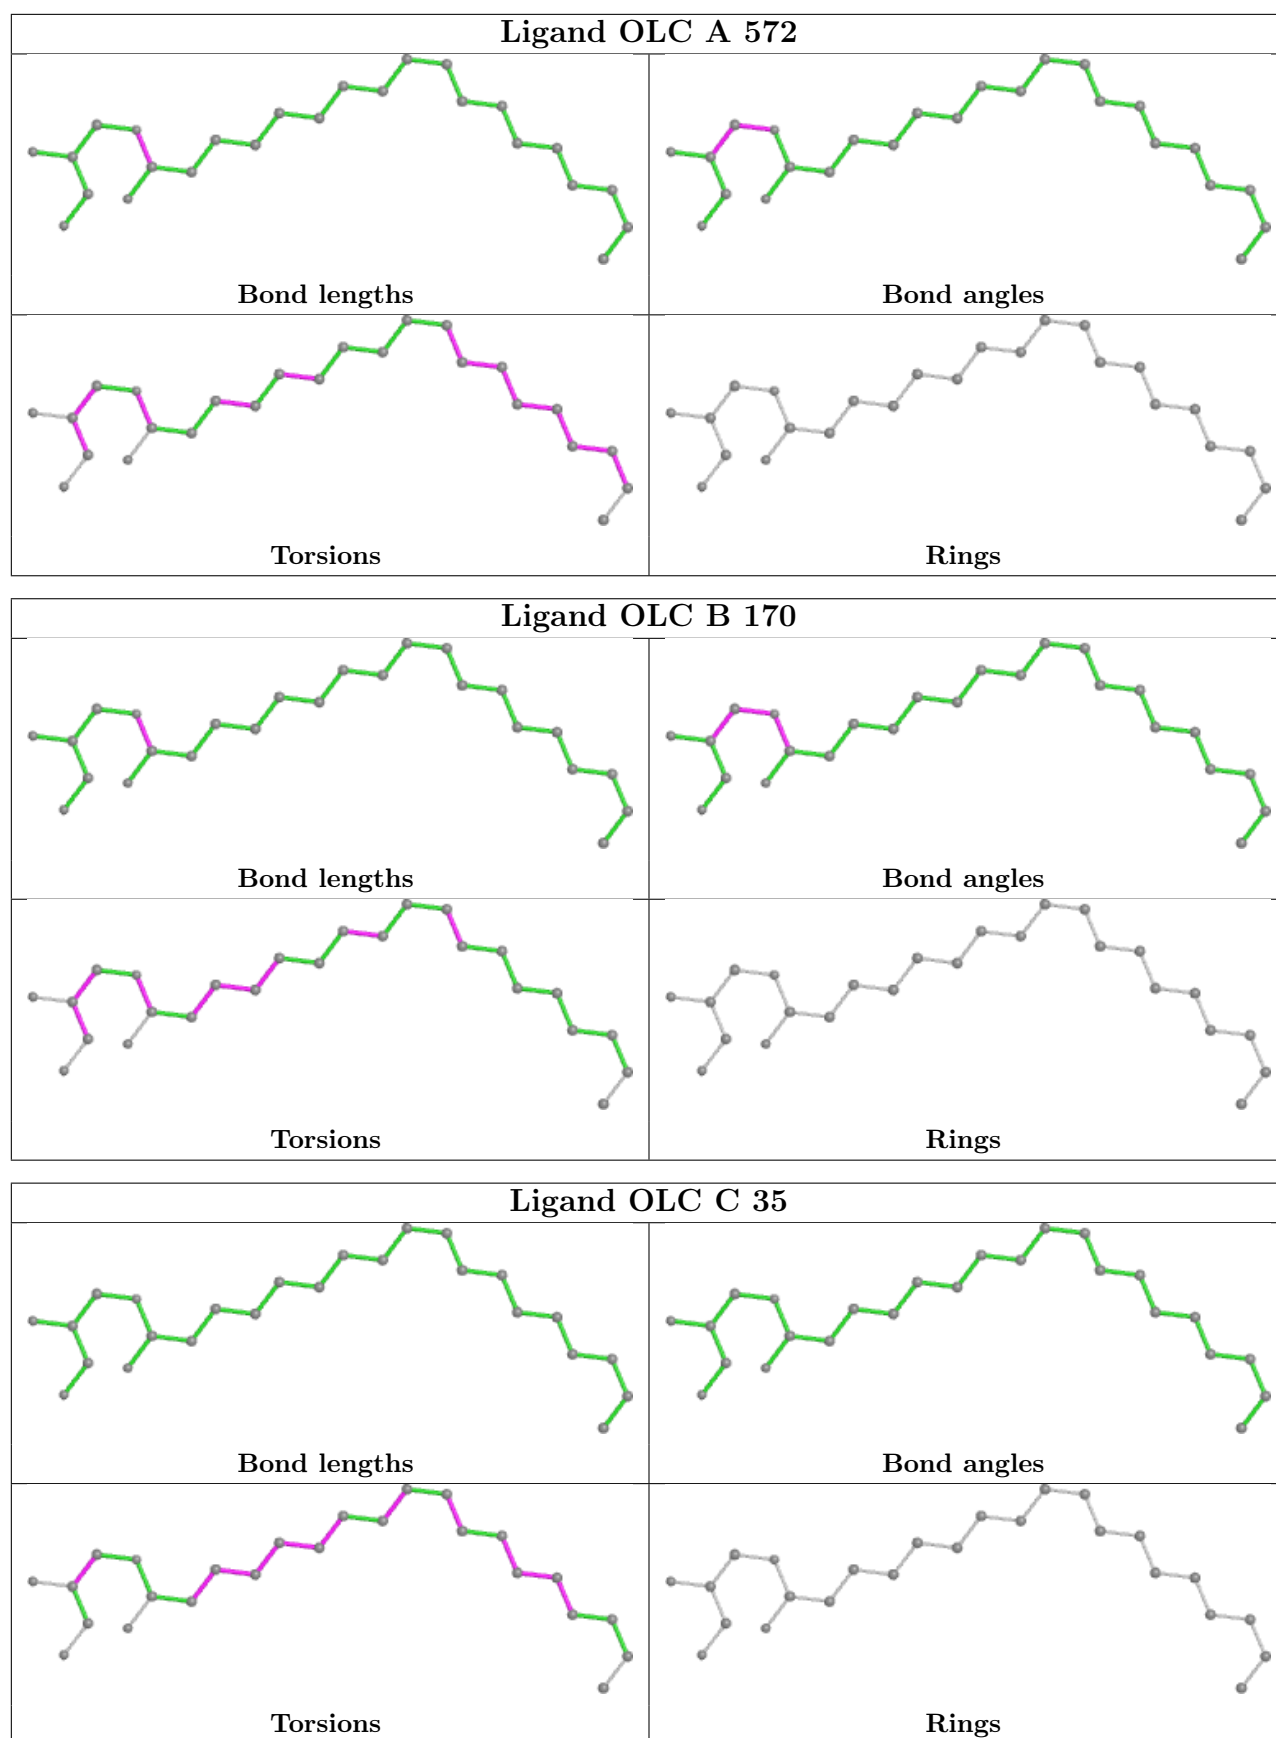 Ligand OLC A 572
Bond lengths
Bond angles
Torsions
Rings
Ligand OLC B 170
Bond lengths
Bond angles
Torsions
Rings
Ligand OLC C 35
Bond lengths
Bond angles
Torsions
Rings